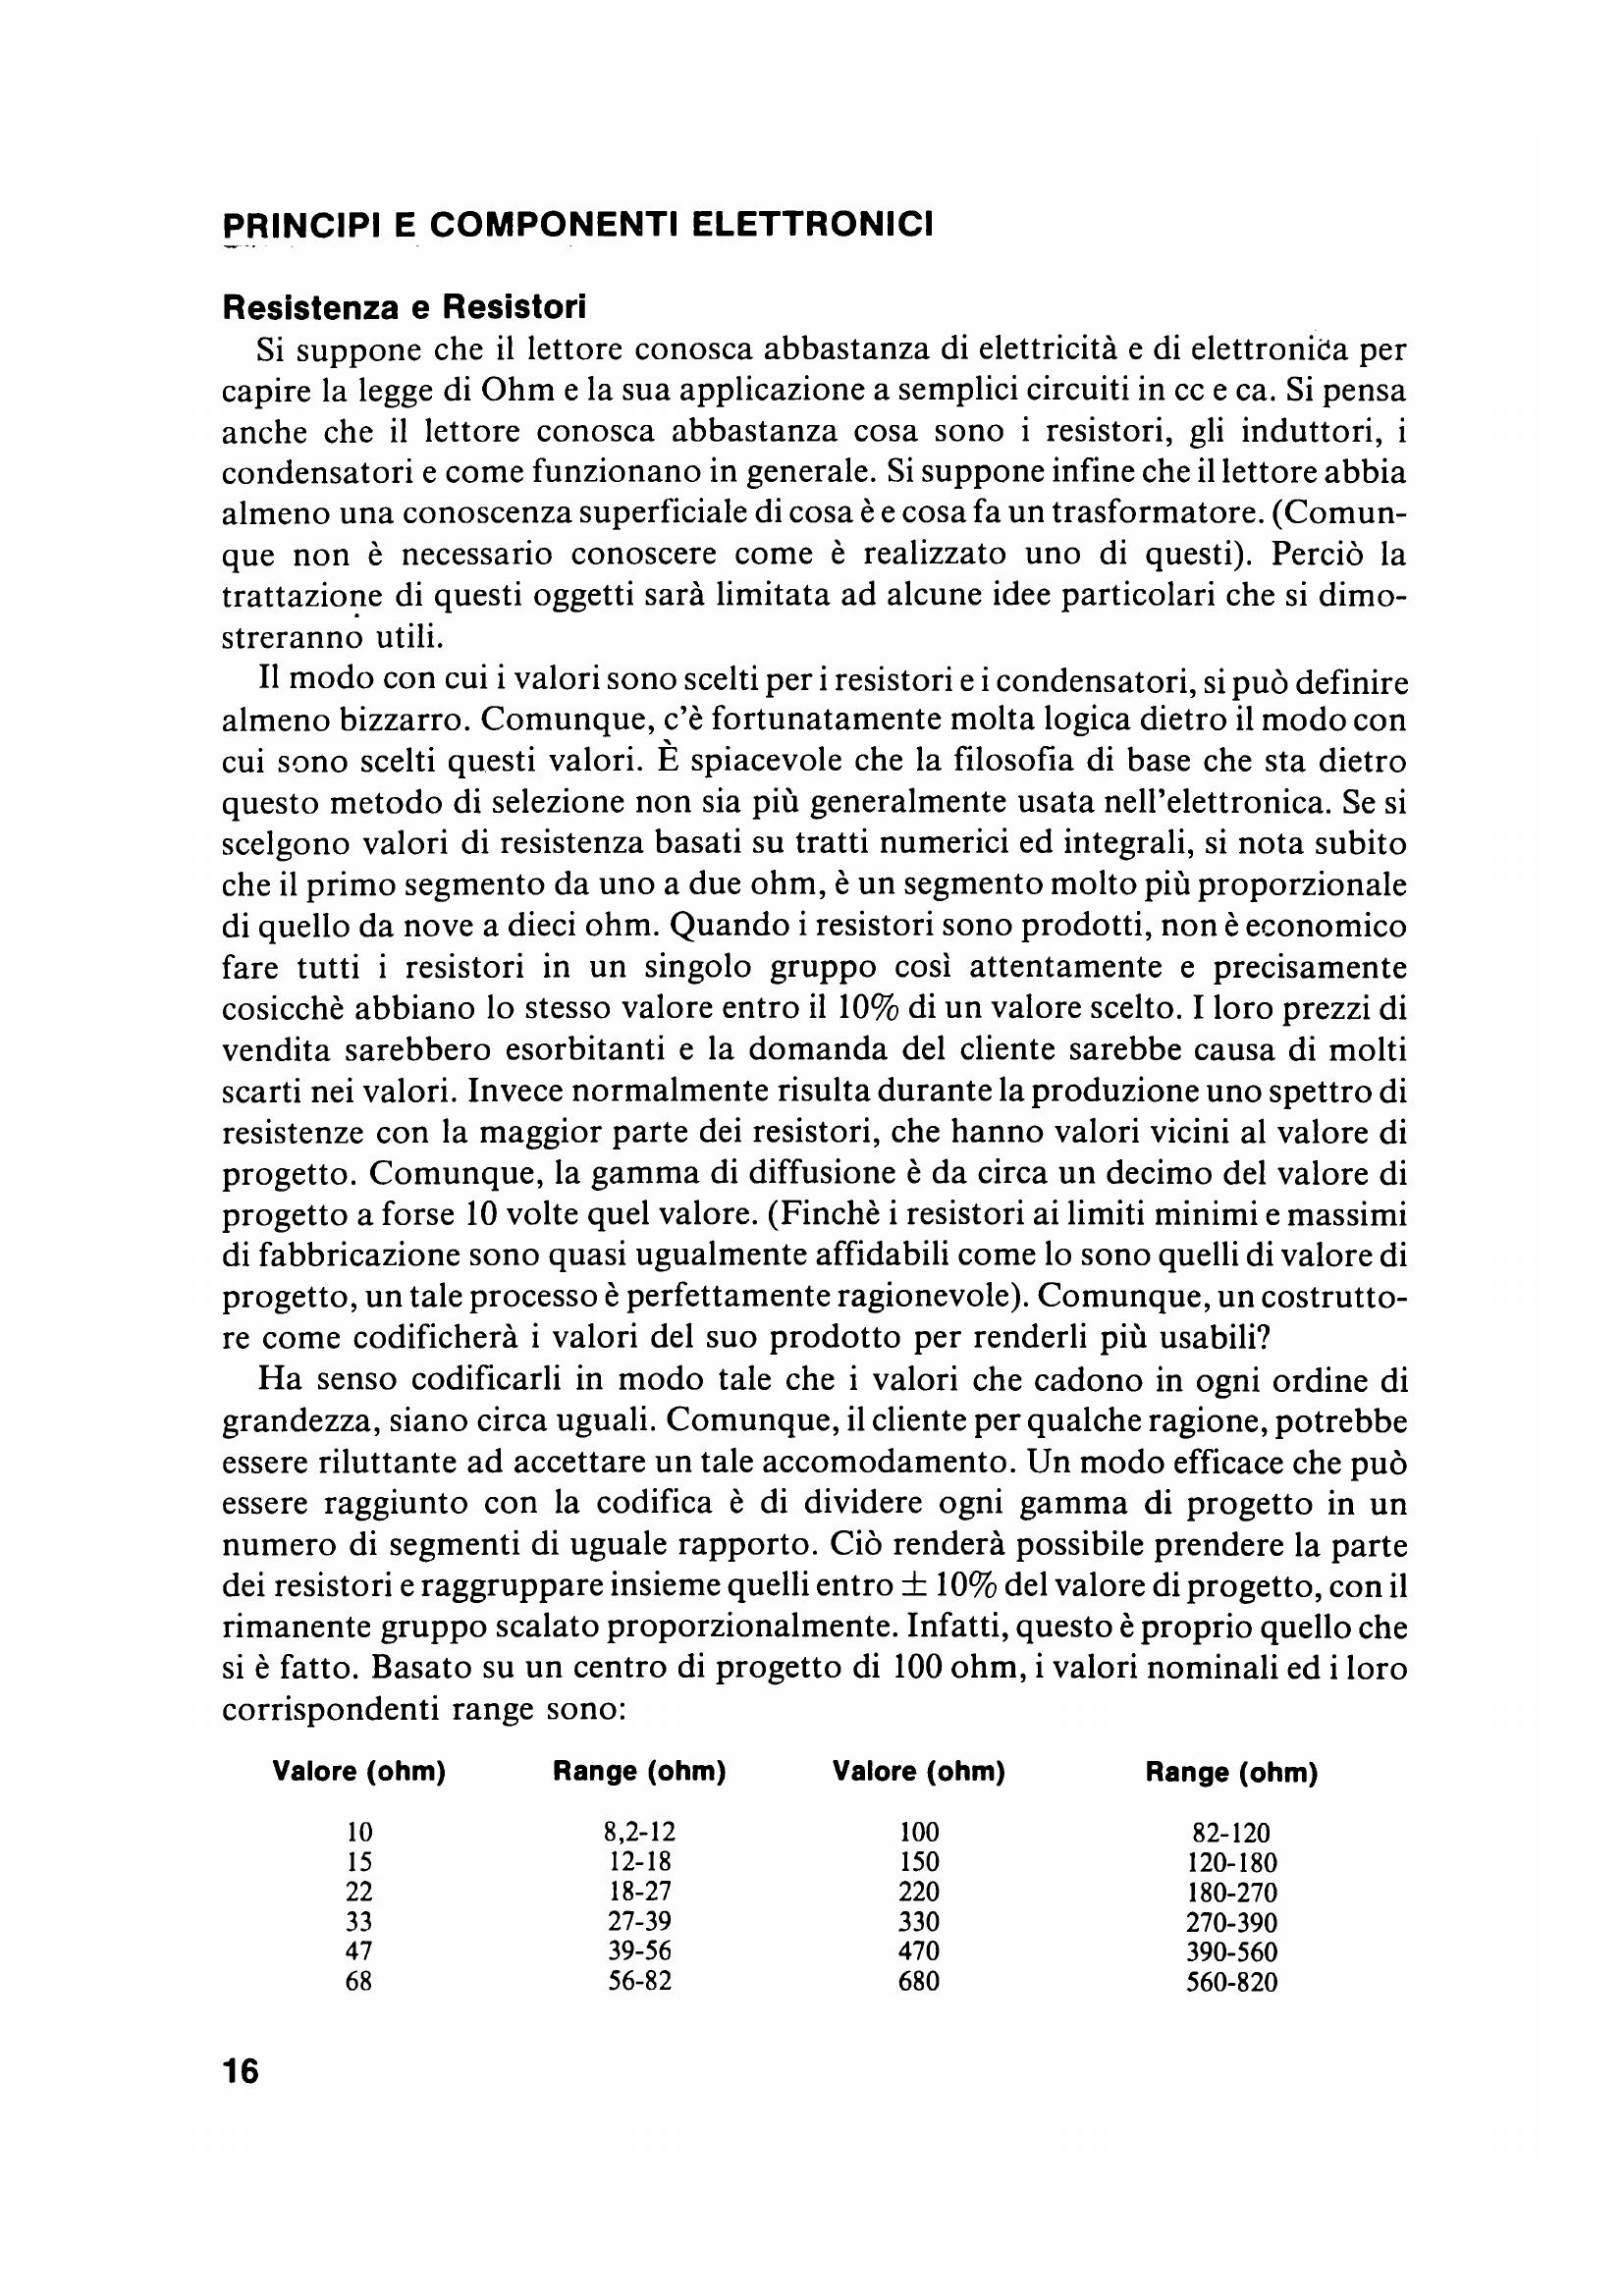 PRINCIPI E COMPONENTI ELETTRONICI
Resistenza e Resistori
Si suppone che il lettore conosca abbastanza di elettricità e di elettronica per
capire la legge di Ohm e la sua applicazione a semplici circuiti in cc e ca. Si pensa
anche che il lettore conosca abbastanza cosa sono i resistori, gli induttori, i
condensatori e come funzionano in generale. Si suppone infine che il lettore abbia
almeno una conoscenza superficiale di cosa è e cosa fa un trasformatore. (Comun-
que non è necessario conoscere come è realizzato uno di questi). Perciò la
trattazione di questi oggetti sarà limitata ad alcune idee particolari che si dimo-
streranno utili.
Il modo con cui i valori sono scelti per i resistori e i condensatori, si può definire
almeno bizzarro. Comunque, c'è fortunatamente molta logica dietro il modo con
cui sono scelti questi valori. È spiacevole che la filosofia di base che sta dietro
questo metodo di selezione non sia più generalmente usata nell'elettronica. Se si
scelgono valori di resistenza basati su tratti numerici ed integrali, si nota subito
che il primo segmento da uno a due ohm, è un segmento molto più proporzionale
di quello da nove a dieci ohm. Quando i resistori sono prodotti, non è economico
fare tutti i resistori in un singolo gruppo così attentamente e precisamente
cosicchè abbiano lo stesso valore entro il 10% di un valore scelto. I loro prezzi di
vendita sarebbero esorbitanti e la domanda del cliente sarebbe causa di molti
scarti nei valori. Invece normalmente risulta durante la produzione uno spettro di
resistenze con la maggior parte dei resistori, che hanno valori vicini al valore di
progetto. Comunque, la gamma di diffusione è da circa un decimo del valore di
progetto a forse 10 volte quel valore. (Finchè i resistori ai limiti minimi e massimi
di fabbricazione sono quasi ugualmente affidabili come lo sono quelli di valore di
progetto, un tale processo è perfettamente ragionevole). Comunque, un costrutto-
re come codificherà i valori del suo prodotto per renderli più usabili?
Ha senso codificarli in modo tale che i valori che cadono in ogni ordine di
grandezza, siano circa uguali. Comunque, il cliente per qualche ragione, potrebbe
essere riluttante ad accettare un tale accomodamento. Un modo efficace che può
essere raggiunto con la codifica è di dividere ogni gamma di progetto in un
numero di segmenti di uguale rapporto. Ciò renderà possibile prendere la parte
dei resistori e raggruppare insieme quelli entro ± 10% del valore di progetto, con il
rimanente gruppo scalato proporzionalmente. Infatti, questo è proprio quello che
si è fatto. Basato su un centro di progetto di 100 ohm, i valori nominali ed i loro
corrispondenti range sono:
Valore (ohm) Range (ohm) Valore (ohm) Range (ohm)
10 8,2-12 100 82-120
15 12-18 150 120-180
22 18-27 220 180-270
33 27-39 330 270-390
47 39-56 470 390-560
68 56-82 680 560-820
16